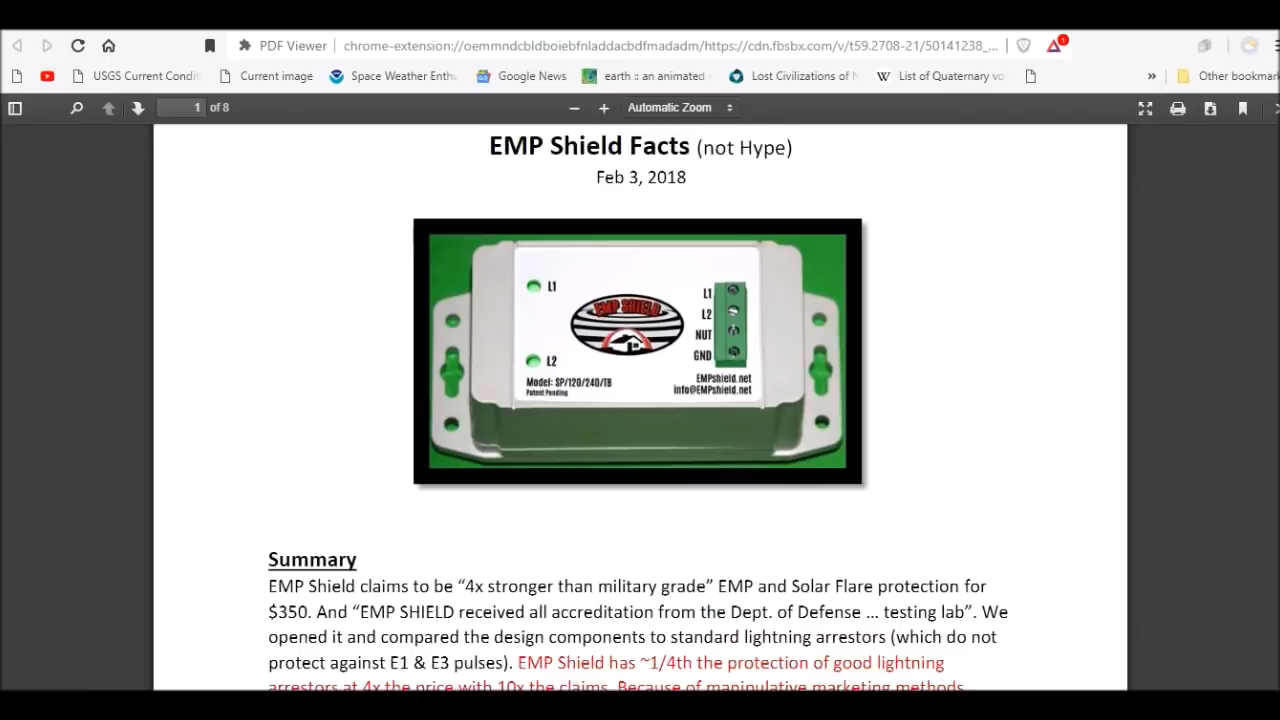 PDF Viewer
chrome-extension://oemmndcbldboiebfnladdacbdfmadadm/https://cdn.fbsbx.com/v/t59.2708-21/50141238_...
1
USGS Current Condit
Current image
Space Weather Enth
Google News
earth :: an animated
Lost Civilizations of N
W List of Quaternary vo
»
Other bookmark
1 of 8
Automatic Zoom
EMP Shield Facts (not Hype)
Feb 3, 2018
L1
L2
EMP SHIELD
L1
L2
NUT
GND
Model: SP/120/240/TB
Patent Pending
EMPshield.net
info@EMPshield.net
Summary
EMP Shield claims to be “4x stronger than military grade” EMP and Solar Flare protection for
$350. And “EMP SHIELD received all accreditation from the Dept. of Defense ... testing lab”. We
opened it and compared the design components to standard lightning arrestors (which do not
protect against E1 & E3 pulses). EMP Shield has ~1/4th the protection of good lightning
arrestors at 4x the price with 10x the claims. Because of manipulative marketing methods